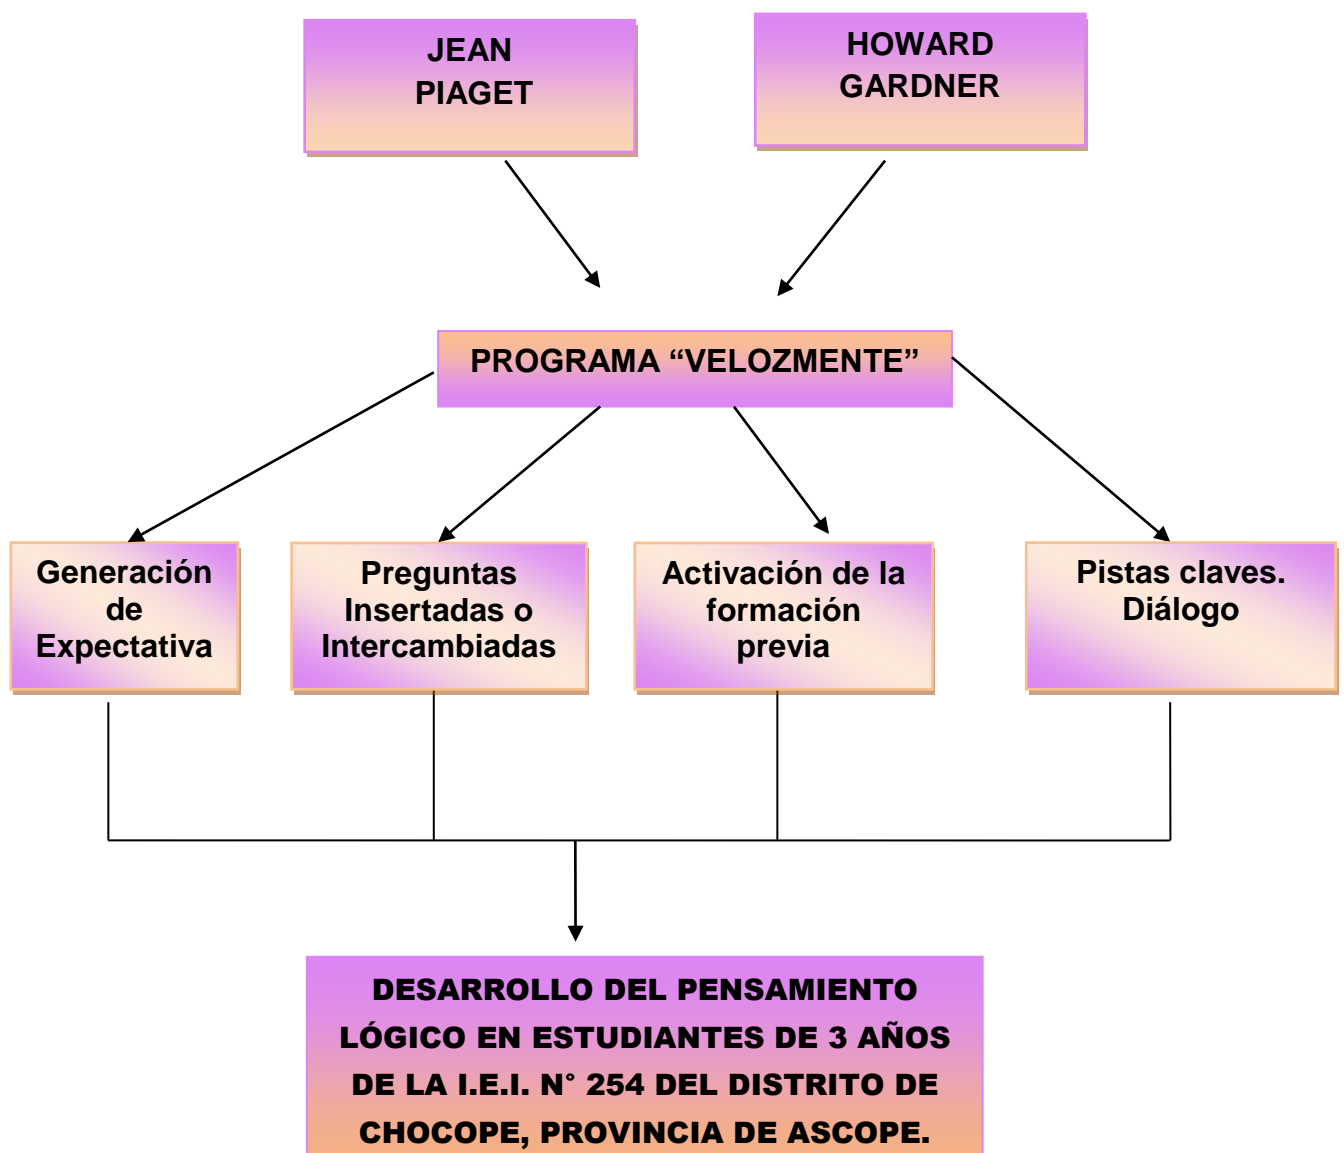 JEAN
PIAGET
HOWARD
GARDNER
PROGRAMA “VELOZMENTE”
Generación
de
Expectativa
Preguntas
Insertadas o
Intercambiadas
Activación de la
formación
previa
Pistas claves.
Diálogo
DESARROLLO DEL PENSAMIENTO
LÓGICO EN ESTUDIANTES DE 3 AÑOS
DE LA I.E.I. N° 254 DEL DISTRITO DE
CHOCOPE, PROVINCIA DE ASCOPE.